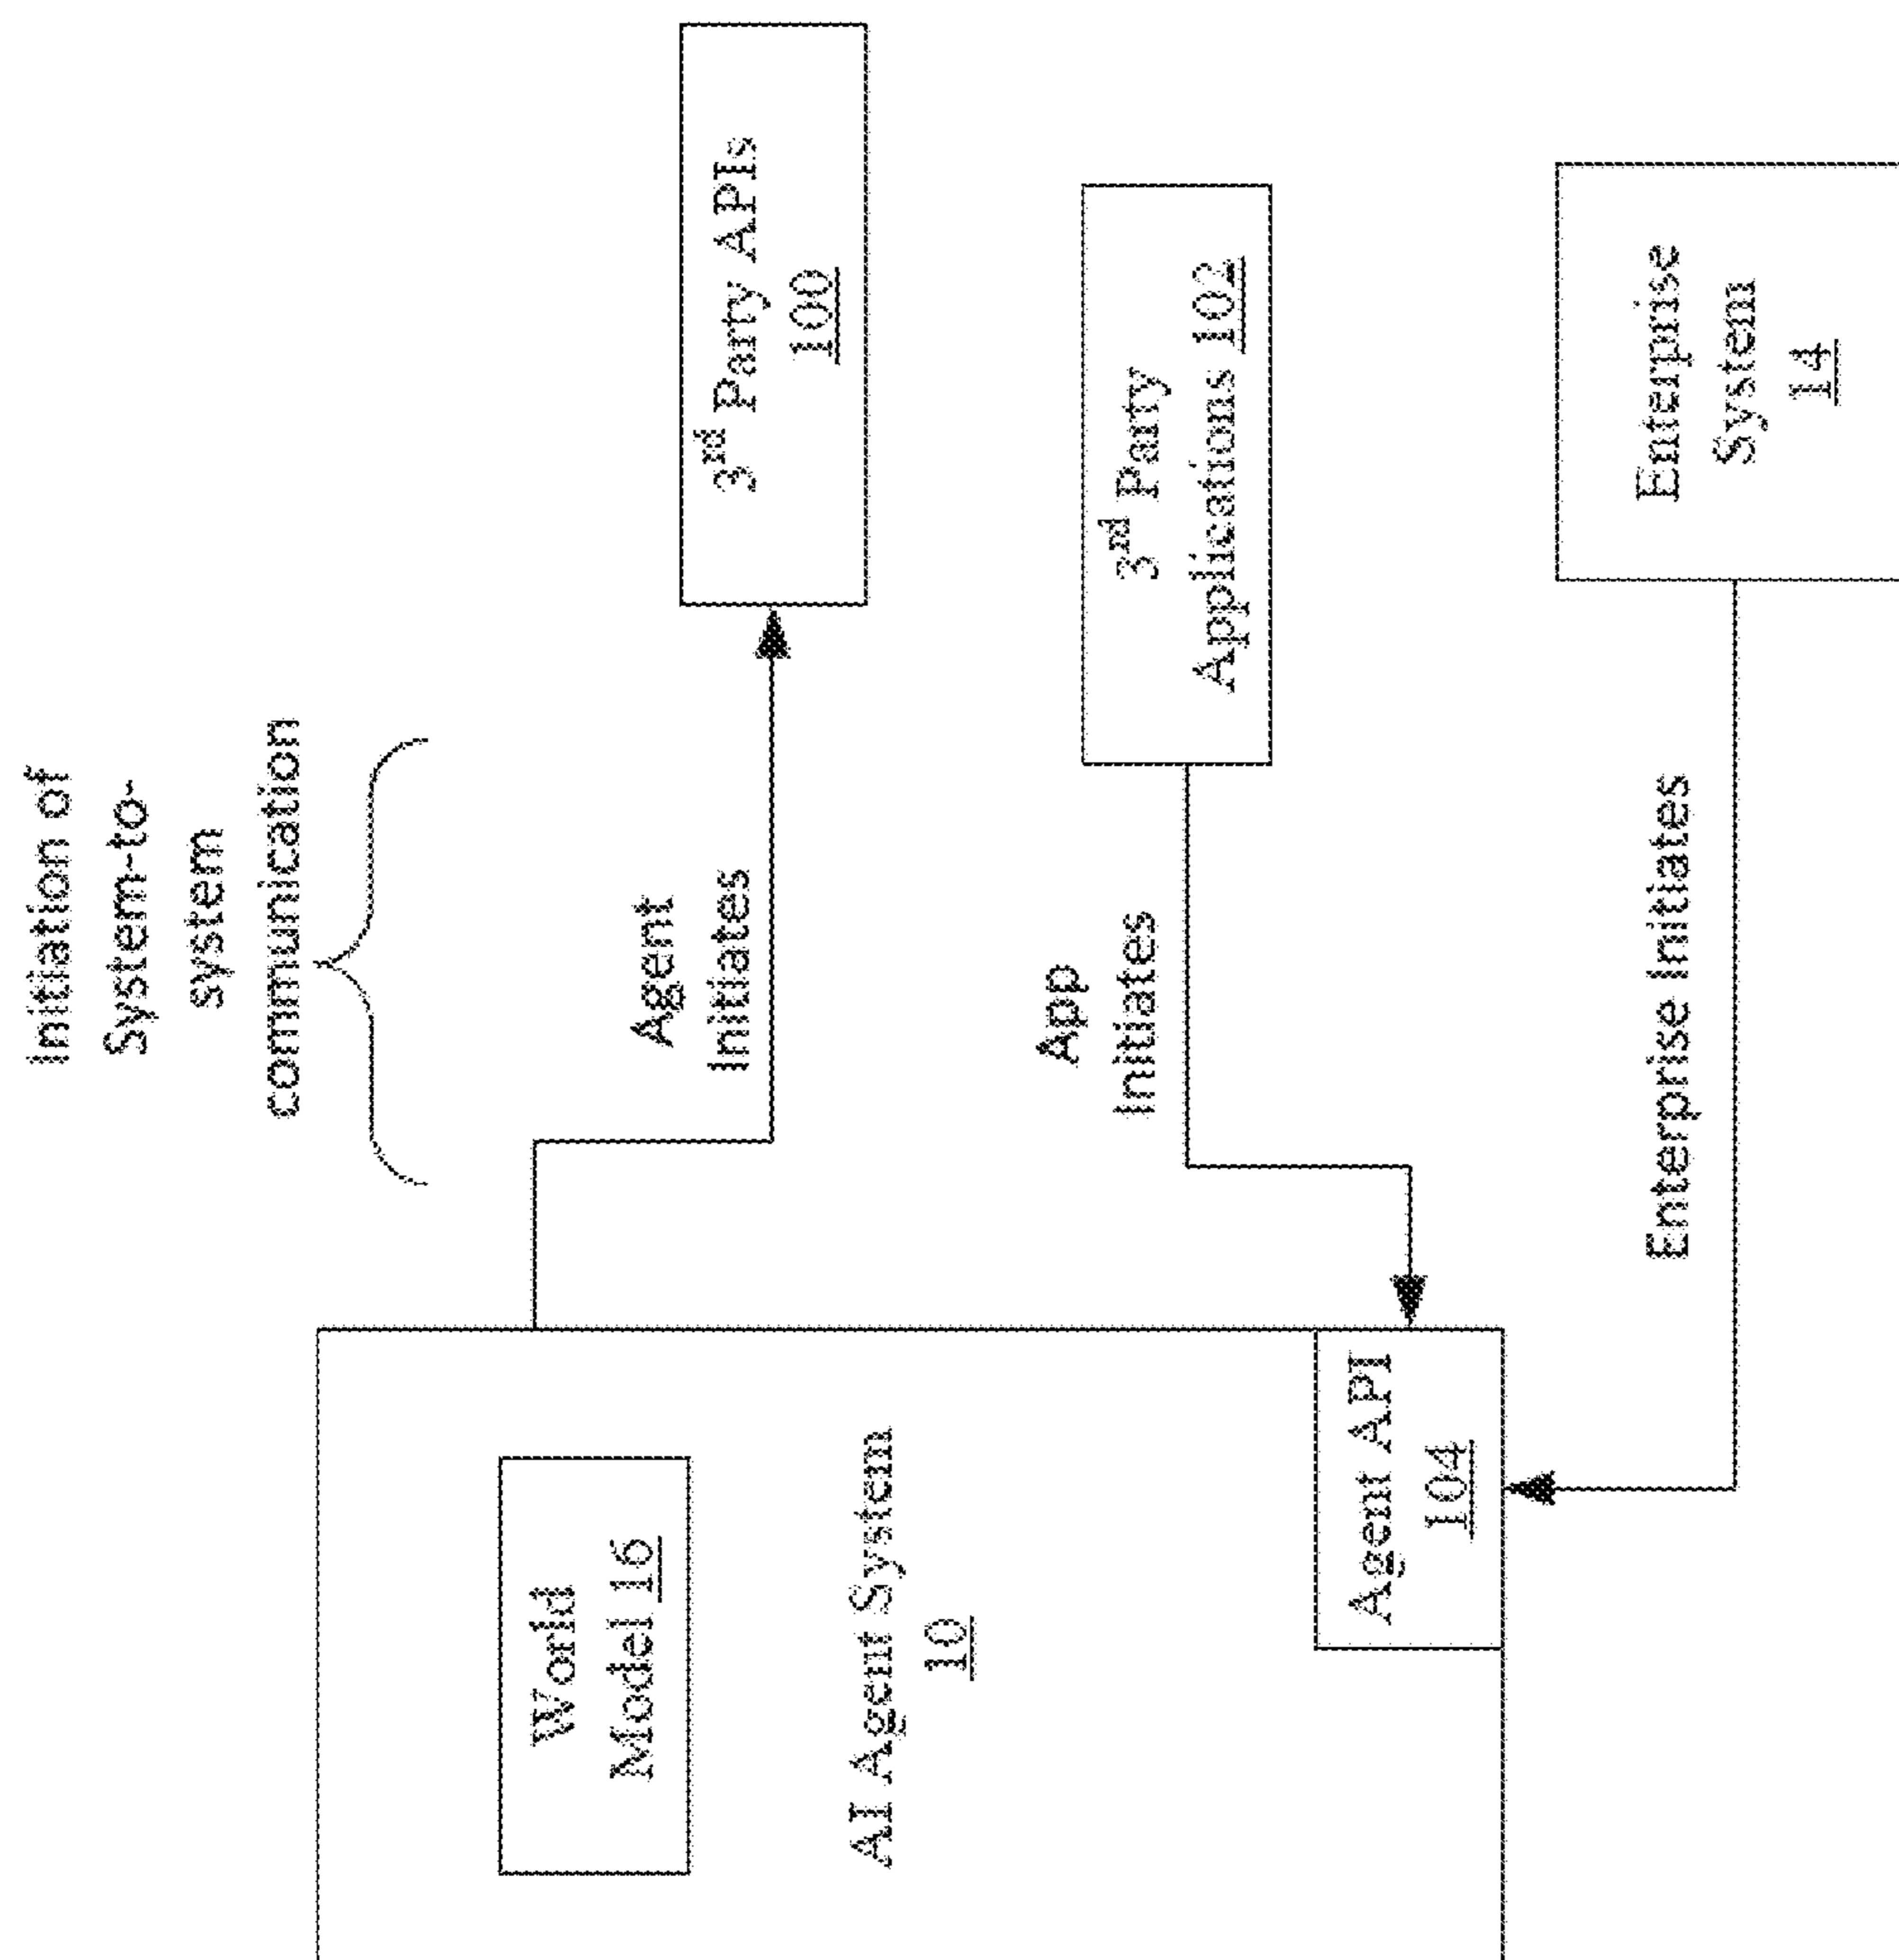 Initiation of
System-to-
system
communication
World
Model 16
AI Agent System
10
Agent
Initiates
3rd Party APIs
100
App
Initiates
3rd Party
Applications 102
Agent API
104
Enterprise Initiates
Enterprise
System
14